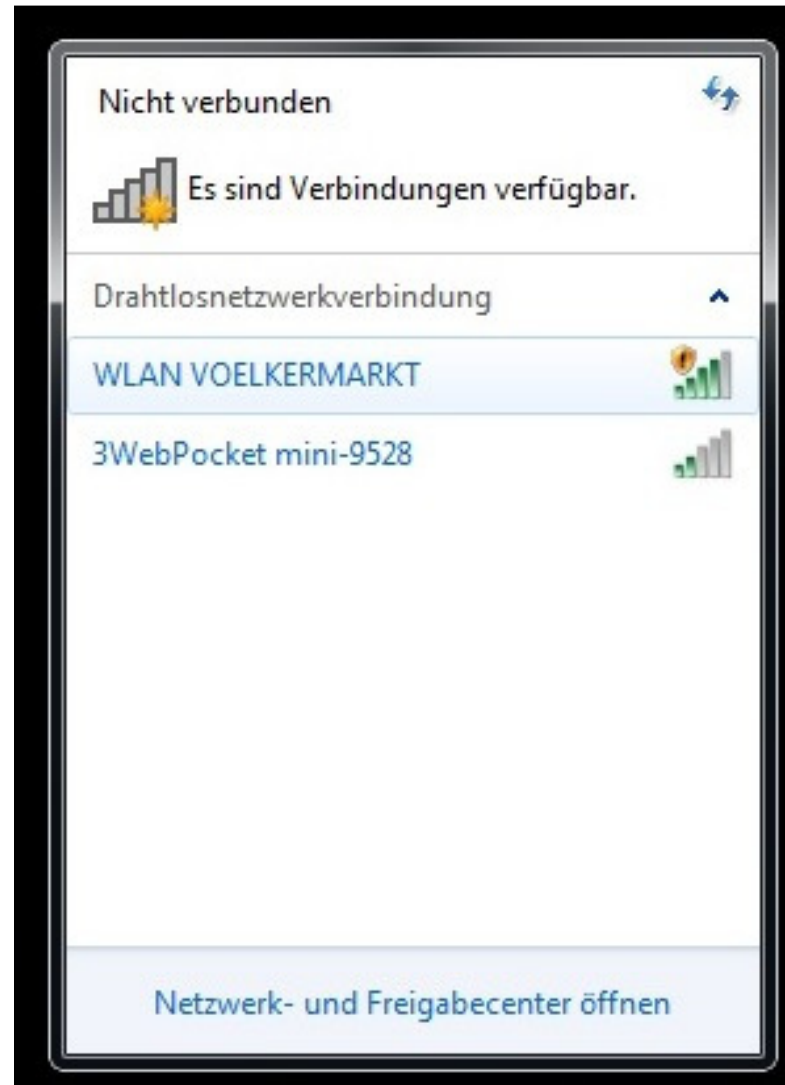 Nicht verbunden
Es sind Verbindungen verfügbar.
Drahtlosnetzwerkverbindung
WLAN VOELKERMARKT
3WebPocket mini-9528
Netzwerk- und Freigabecenter öffnen